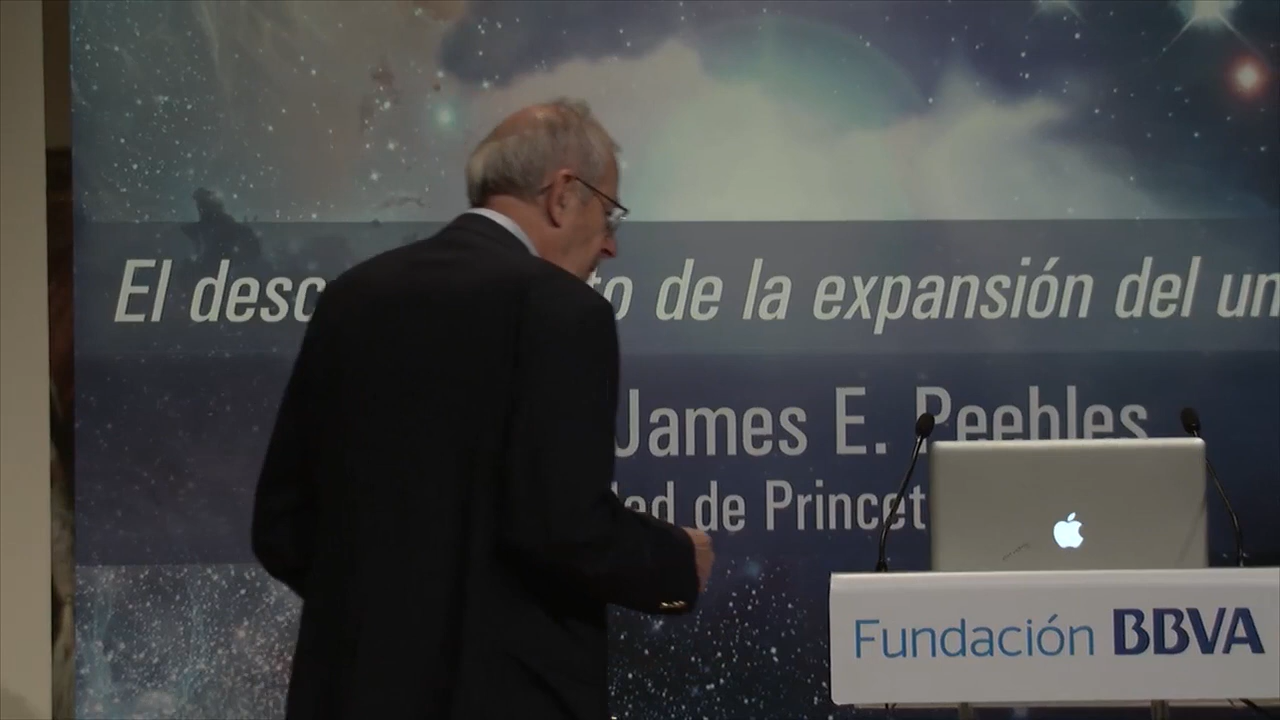 El desc to de la expansión del un
James E. Peebles
dad de Princet
Fundación BBVA